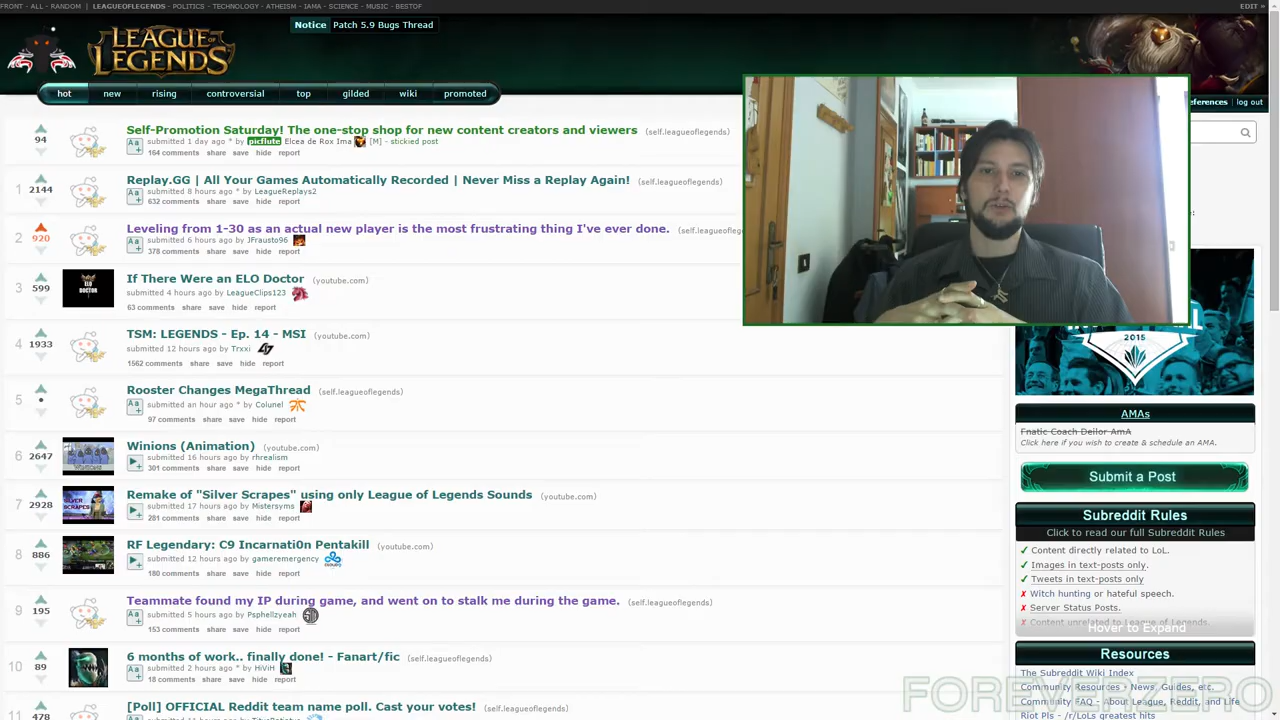 FRONT - ALL - RANDOM | LEAGUEOFLEGENDS - POLITICS - TECHNOLOGY - ATHEISM - IAMA - SCIENCE - MUSIC - BESTOF
EDIT »
Notice Patch 5.9 Bugs Thread
LEAGUE OF LEGENDS
hot new rising controversial top gilded wiki promoted
references | log out
94
Self-Promotion Saturday! The one-stop shop for new content creators and viewers (self.leagueoflegends)
submitted 1 day ago * by picflute Elcea de Rox Ima [M] - stickied post
164 comments share save hide report
1 2144
Replay.GG | All Your Games Automatically Recorded | Never Miss a Replay Again! (self.leagueoflegends)
submitted 8 hours ago * by LeagueReplays2
632 comments share save hide report
2 920
Leveling from 1-30 as an actual new player is the most frustrating thing I've ever done.
submitted 6 hours ago by JFrausto96
378 comments share save hide report
3 599
If There Were an ELO Doctor (youtube.com)
submitted 4 hours ago by LeagueClips123
63 comments share save hide report
4 1933
TSM: LEGENDS - Ep. 14 - MSI (youtube.com)
submitted 12 hours ago by Trxxi
1562 comments share save hide report
5 •
Rooster Changes MegaThread (self.leagueoflegends)
submitted an hour ago * by Colunel
97 comments share save hide report
6 2647
Winions (Animation) (youtube.com)
submitted 16 hours ago by rhrealism
301 comments share save hide report
7 2928
Remake of "Silver Scrapes" using only League of Legends Sounds (youtube.com)
submitted 17 hours ago by Mistersyms
281 comments share save hide report
8 886
RF Legendary: C9 Incarnati0n Pentakill (youtube.com)
submitted 12 hours ago by gameremergency
180 comments share save hide report
9 195
Teammate found my IP during game, and went on to stalk me during the game. (self.leagueoflegends)
submitted 5 hours ago by Psphellzyeah
153 comments share save hide report
10 89
6 months of work.. finally done! - Fanart/fic (self.leagueoflegends)
submitted 2 hours ago * by HiViH
18 comments share save hide report
11 478
[Poll] OFFICIAL Reddit team name poll. Cast your votes! (self.leagueoflegends)
2015
AMAs
Fnatic Coach Deilor AmA
Click here if you wish to create & schedule an AMA.
Submit a Post
Subreddit Rules
Click to read our full Subreddit Rules
✓ Content directly related to LoL.
✓ Images in text-posts only.
✓ Tweets in text-posts only
✗ Witch hunting or hateful speech.
✗ Server Status Posts.
✗ Content unrelated to League of Legends.
Hover to Expand
Resources
The Subreddit Wiki Index
Community Resources - News, Guides, etc.
Community FAQ - About League, Reddit, and Life
Riot Pls - /r/LoLs greatest hits
FOREVERZERO